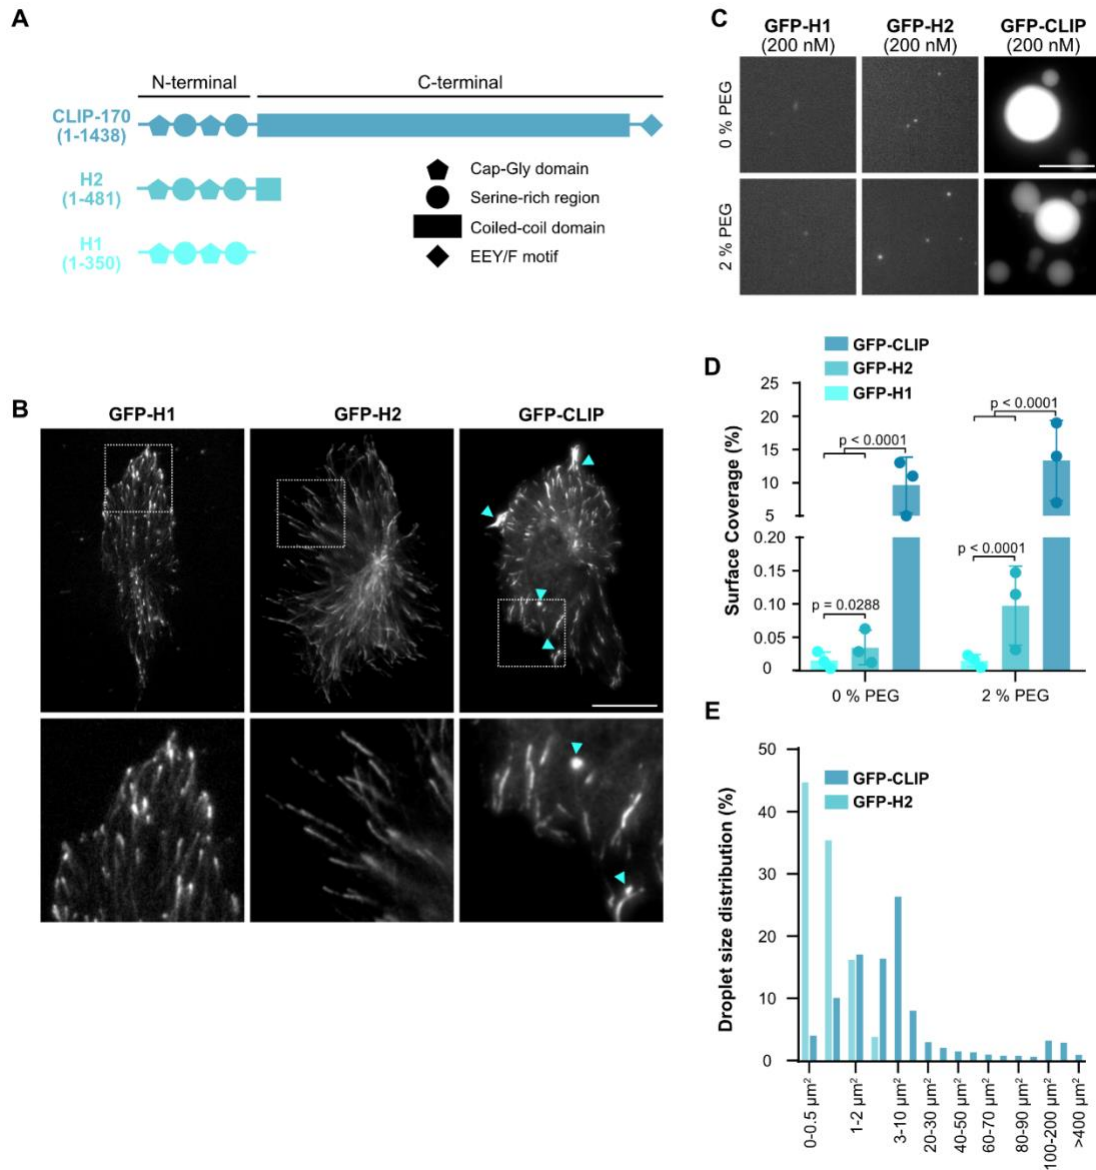 A
N-terminal C-terminal
CLIP-170
(1-1438)
H2
(1-481)
H1
(1-350)
Cap-Gly domain
Serine-rich region
Coiled-coil domain
EEY/F motif
B
GFP-H1 GFP-H2 GFP-CLIP
C
GFP-H1 GFP-H2 GFP-CLIP
(200 nM) (200 nM) (200 nM)
0 % PEG
2 % PEG
D
GFP-CLIP
GFP-H2
GFP-H1
Surface Coverage (%)
25
20
15
10
5
0.20
0.15
0.10
0.05
0
p < 0.0001
p < 0.0001
p < 0.0001
p = 0.0288
0 % PEG 2 % PEG
E
GFP-CLIP
GFP-H2
Droplet size distribution (%)
50
40
30
20
10
0
0-0.5 µm²
1-2 µm²
3-10 µm²
20-30 µm²
40-50 µm²
60-70 µm²
80-90 µm²
100-200 µm²
>400 µm²